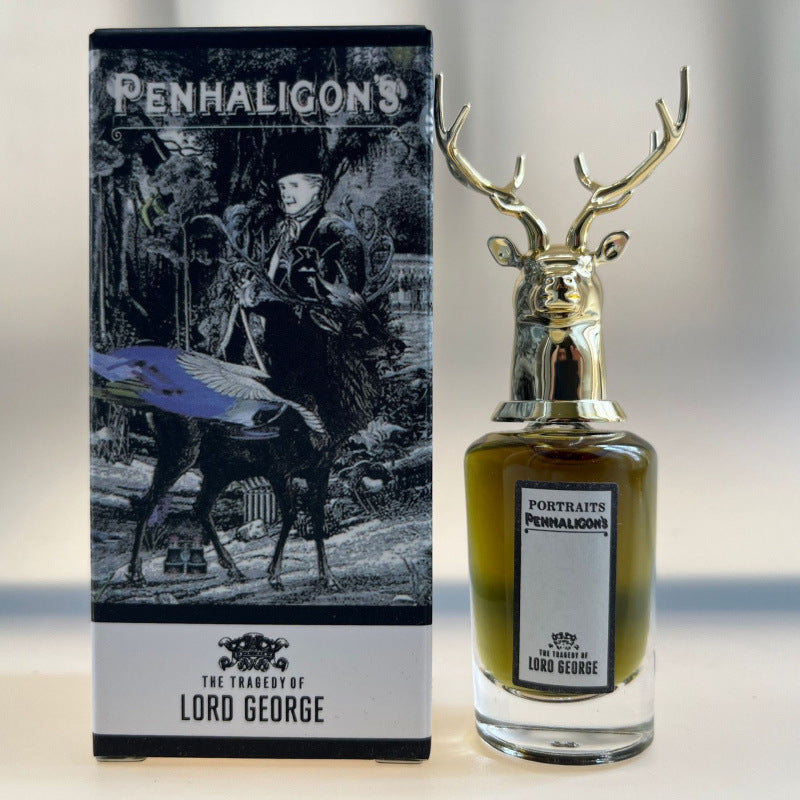 PENHALIGON'S
THE TRAGEDY OF
LORD GEORGE
PORTRAITS
PENHALIGON'S
THE TRAGEDY OF
LORD GEORGE